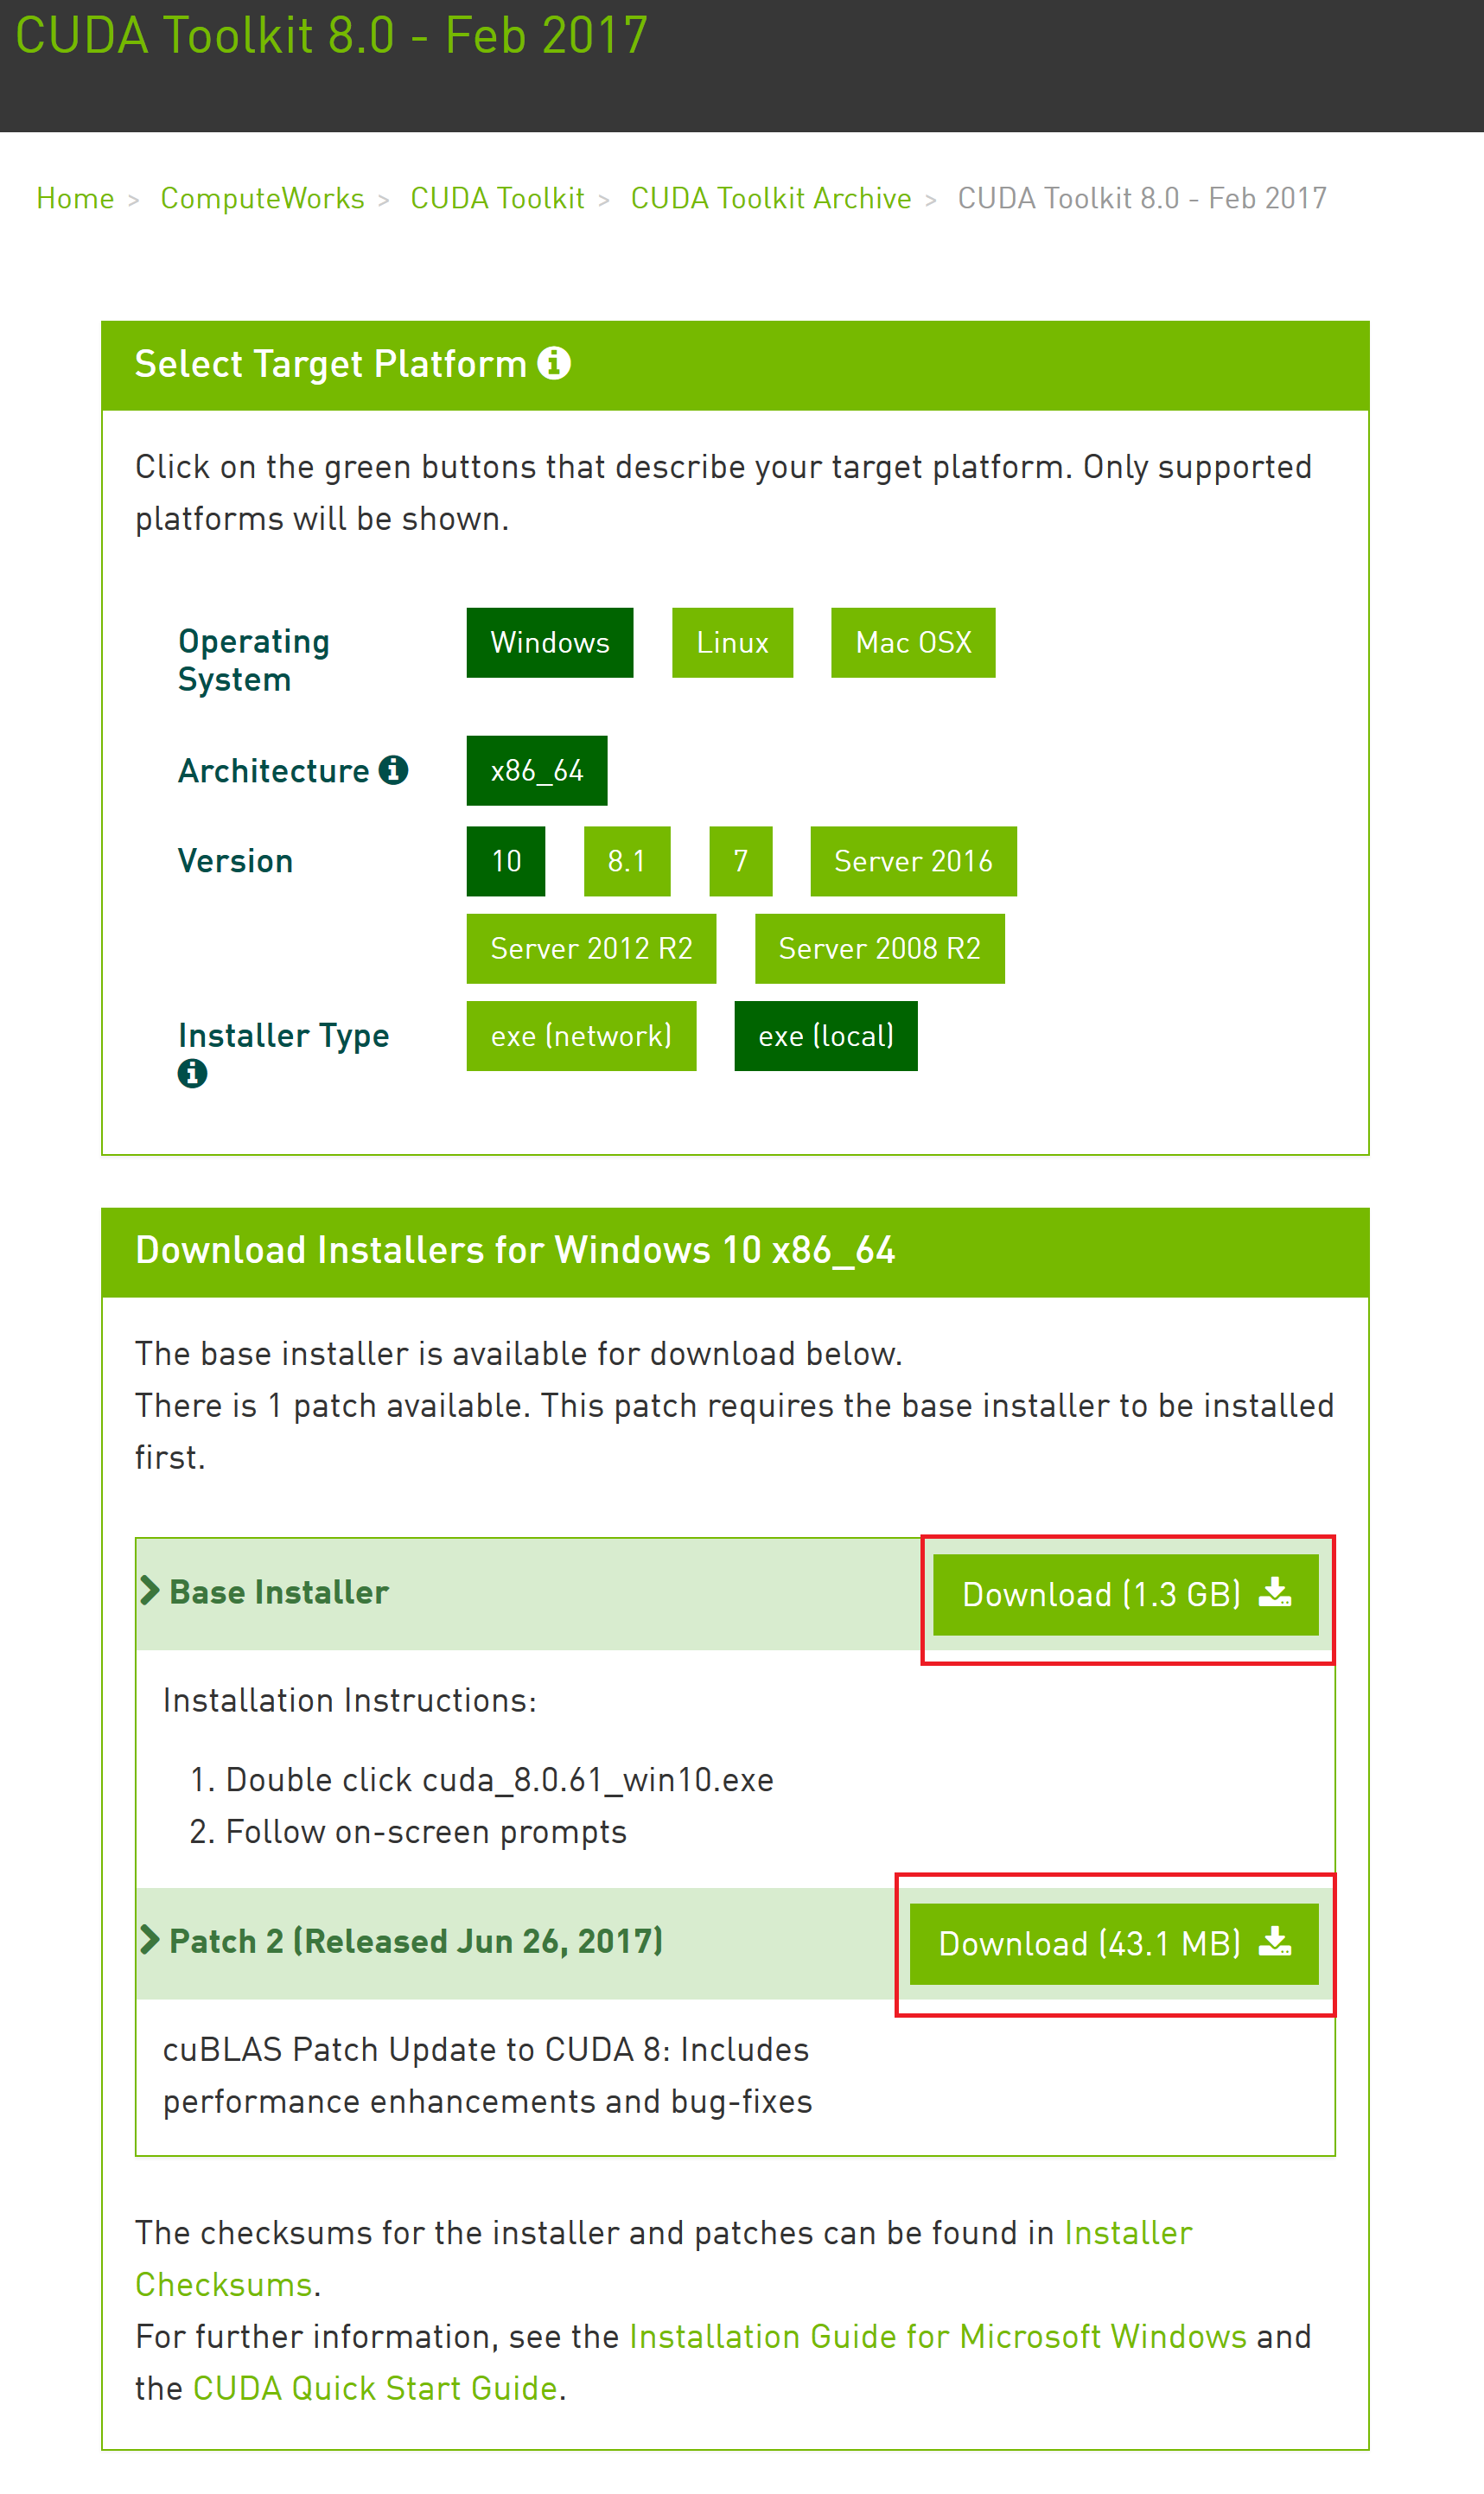 CUDA Toolkit 8.0 - Feb 2017
Home > ComputeWorks > CUDA Toolkit > CUDA Toolkit Archive > CUDA Toolkit 8.0 - Feb 2017
Select Target Platform
Click on the green buttons that describe your target platform. Only supported
platforms will be shown.
Operating
System
Windows Linux Mac OSX
Architecture
x86_64
Version
10 8.1 7 Server 2016
Server 2012 R2 Server 2008 R2
Installer Type
exe (network) exe (local)
Download Installers for Windows 10 x86_64
The base installer is available for download below.
There is 1 patch available. This patch requires the base installer to be installed
first.
Base Installer
Download (1.3 GB)
Installation Instructions:
1. Double click cuda_8.0.61_win10.exe
2. Follow on-screen prompts
Patch 2 (Released Jun 26, 2017)
Download (43.1 MB)
cuBLAS Patch Update to CUDA 8: Includes
performance enhancements and bug-fixes
The checksums for the installer and patches can be found in Installer
Checksums.
For further information, see the Installation Guide for Microsoft Windows and
the CUDA Quick Start Guide.